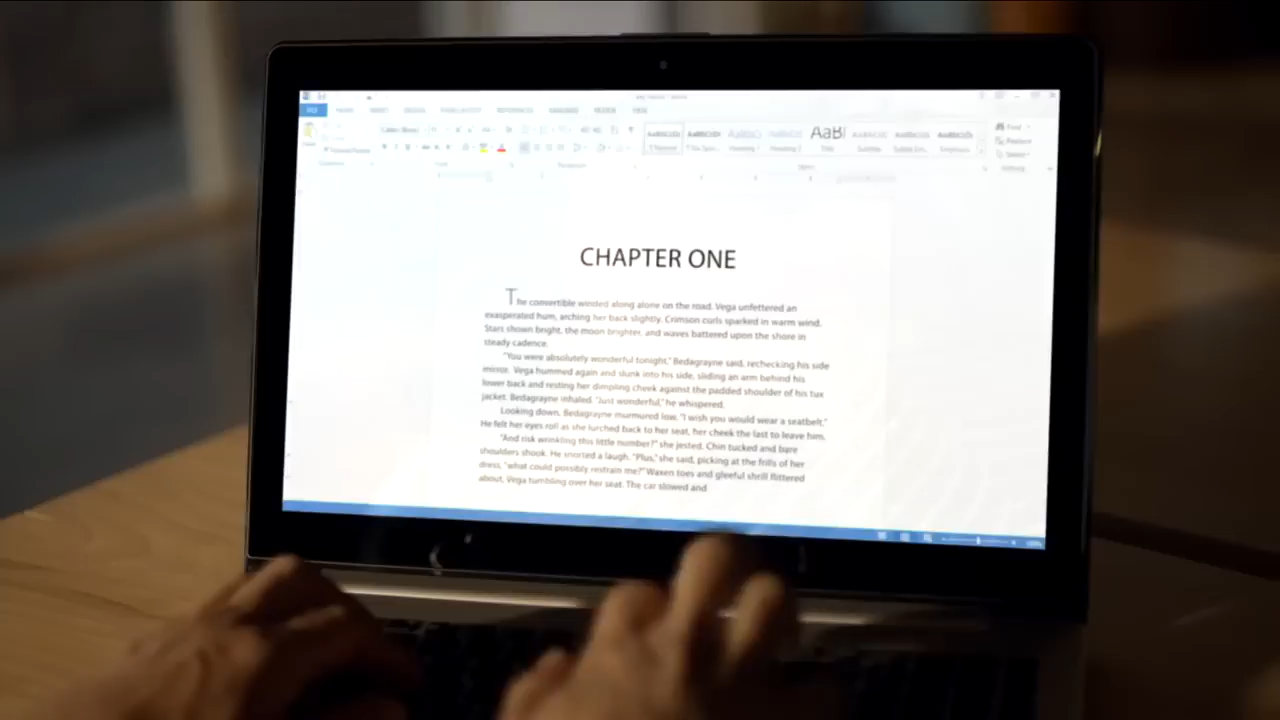 FILE
Find
Replace
Select
AaBl
CHAPTER ONE
The convertible winded along alone on the road. Vega unfettered an
exasperated hum, arching her back slightly. Crimson curls sparked in warm wind.
Stars shown bright, the moon brighter, and waves battered upon the shore in
steady cadence.
"You were absolutely wonderful tonight," Bedagrayne said, rechecking his side
mirror. Vega hummed again and slunk into his side, sliding an arm behind his
lower back and resting her dimpling cheek against the padded shoulder of his tux
jacket. Bedagrayne inhaled. "Just wonderful," he whispered.
Looking down, Bedagrayne murmured low. "I wish you would wear a seatbelt."
He felt her eyes roll as she lurched back to her seat, her cheek the last to leave him.
"And risk wrinkling this little number?" she jested. Chin tucked and bare
shoulders shook. He snorted a laugh. "Plus," she said, picking at the frills of her
dress, "what could possibly restrain me?" Waxen toes and gleeful shrill flittered
about, Vega tumbling over her seat. The car slowed and